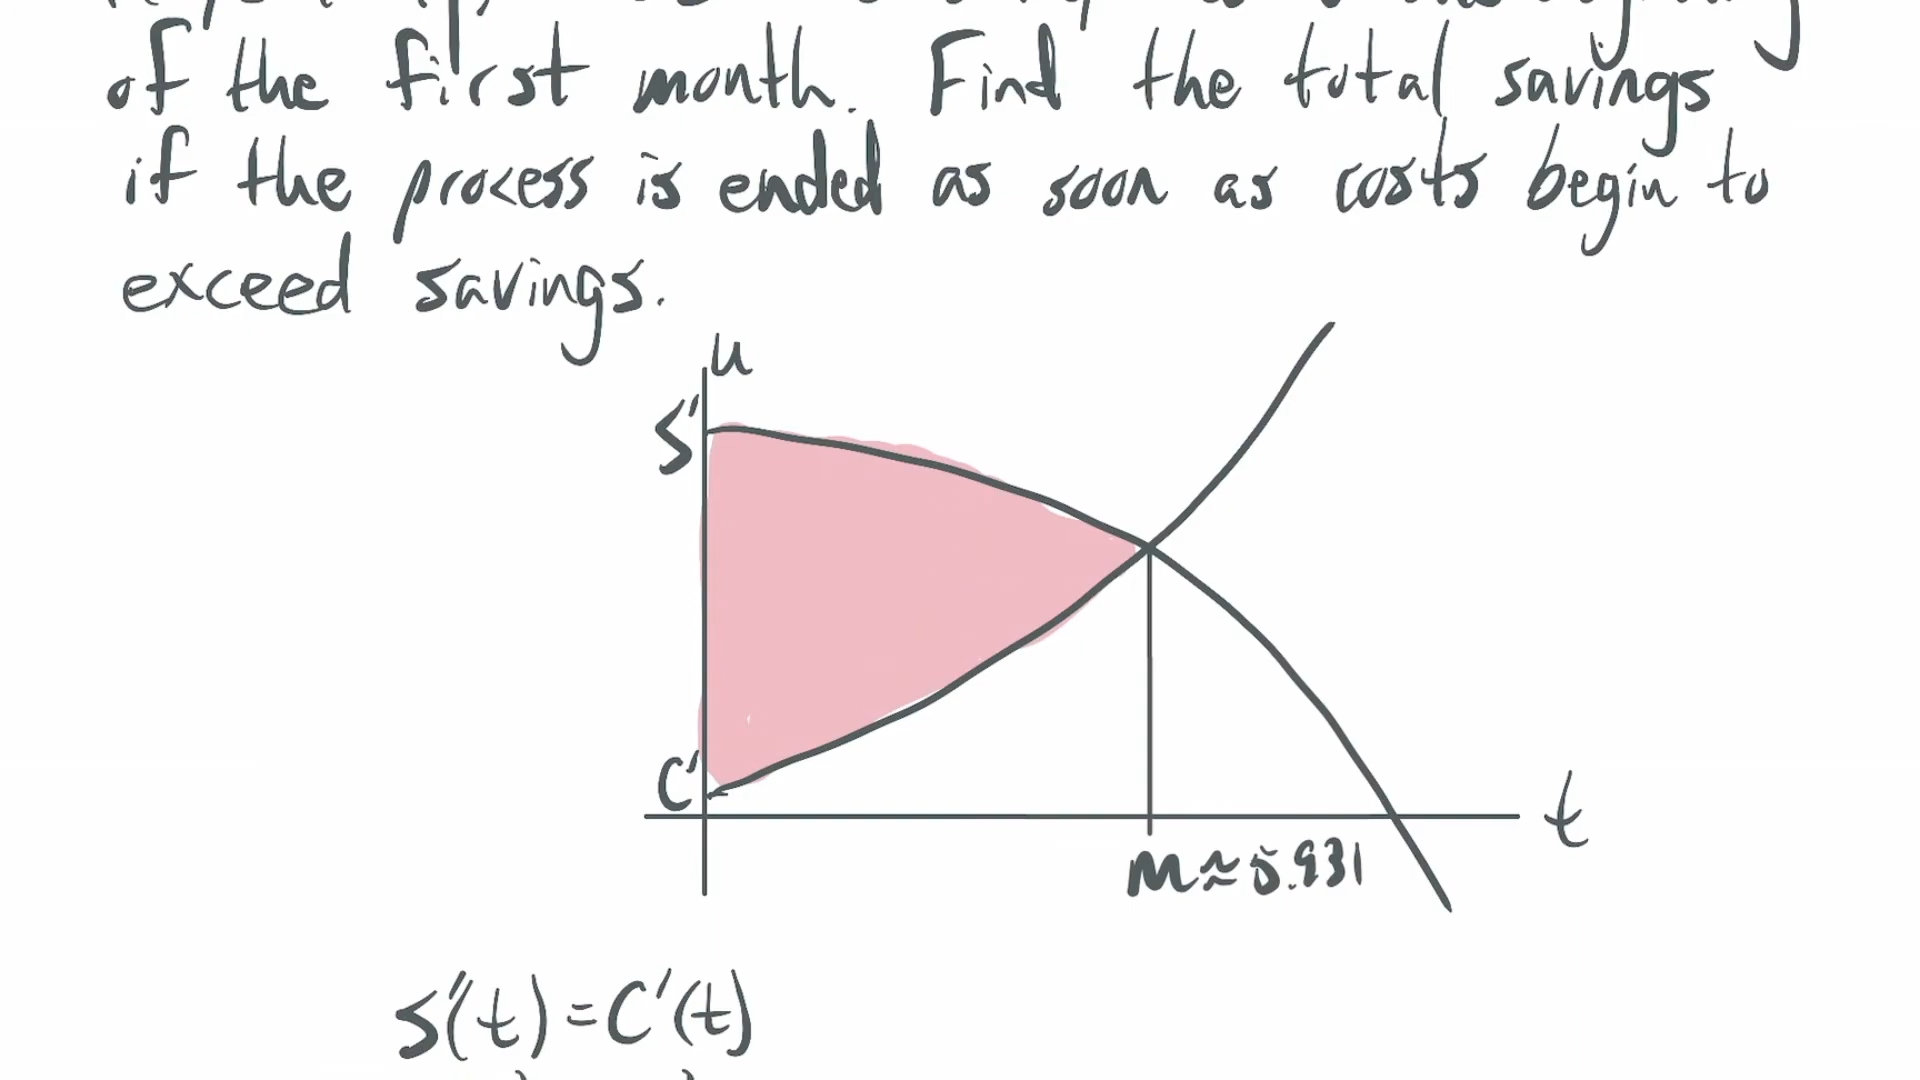 of the first month. Find the total savings
if the process is ended as soon as costs begin to
exceed savings.
u
S'
C'
t
m≈5.931
S'(t)=C'(t)